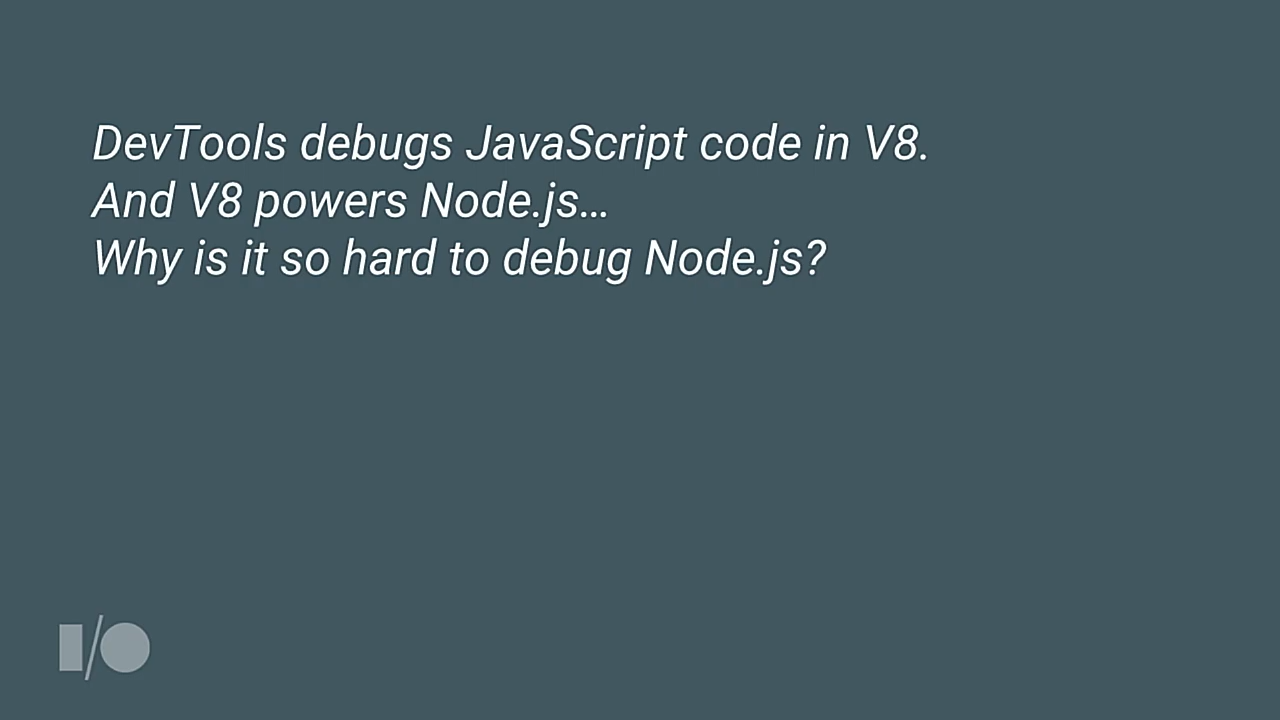 DevTools debugs JavaScript code in V8.
And V8 powers Node.js…
Why is it so hard to debug Node.js?
I/O